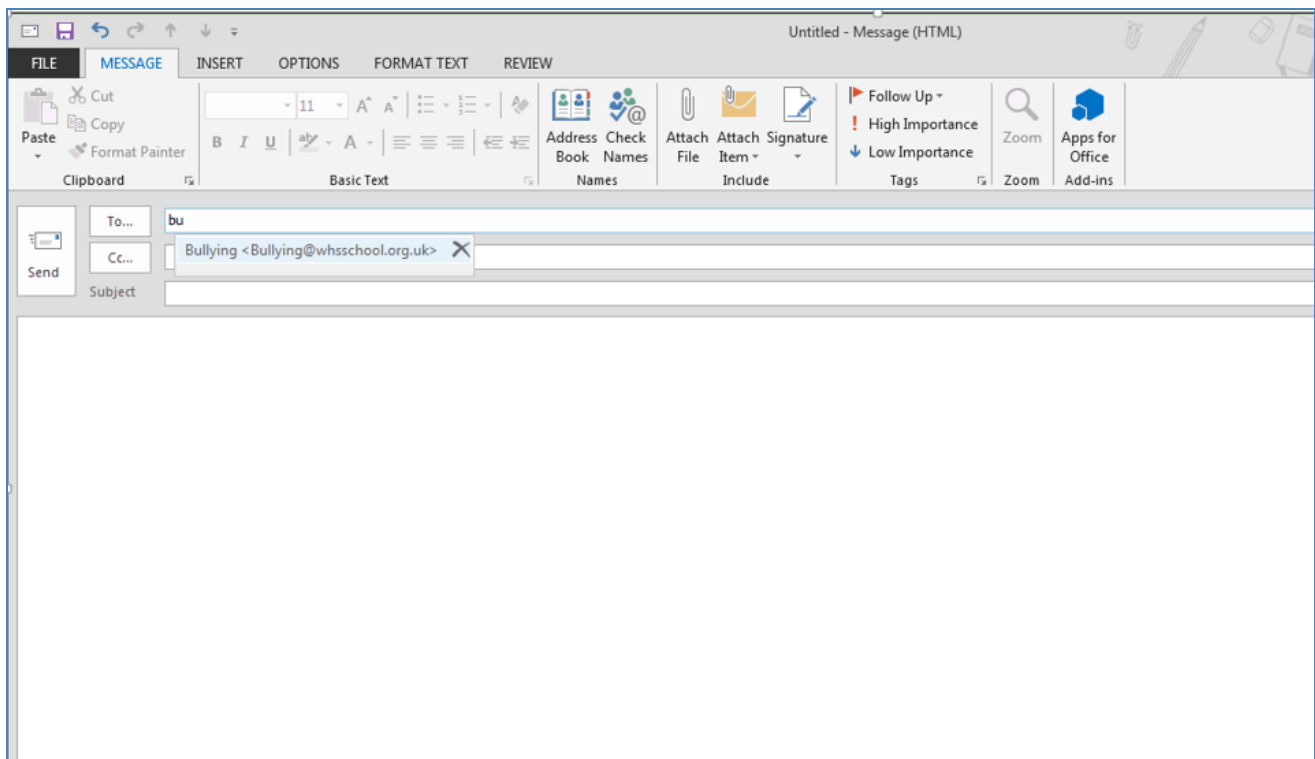 Untitled - Message (HTML)
FILE MESSAGE INSERT OPTIONS FORMAT TEXT REVIEW
Paste
Cut
Copy
Format Painter
Clipboard
11 A A
B I U aby A
Basic Text
Address Book
Check Names
Names
Attach File
Attach Item
Signature
Include
Follow Up
High Importance
Low Importance
Tags
Zoom
Zoom
Apps for Office
Add-ins
Send
To... bu
Bullying <Bullying@whsschool.org.uk>
Cc...
Subject